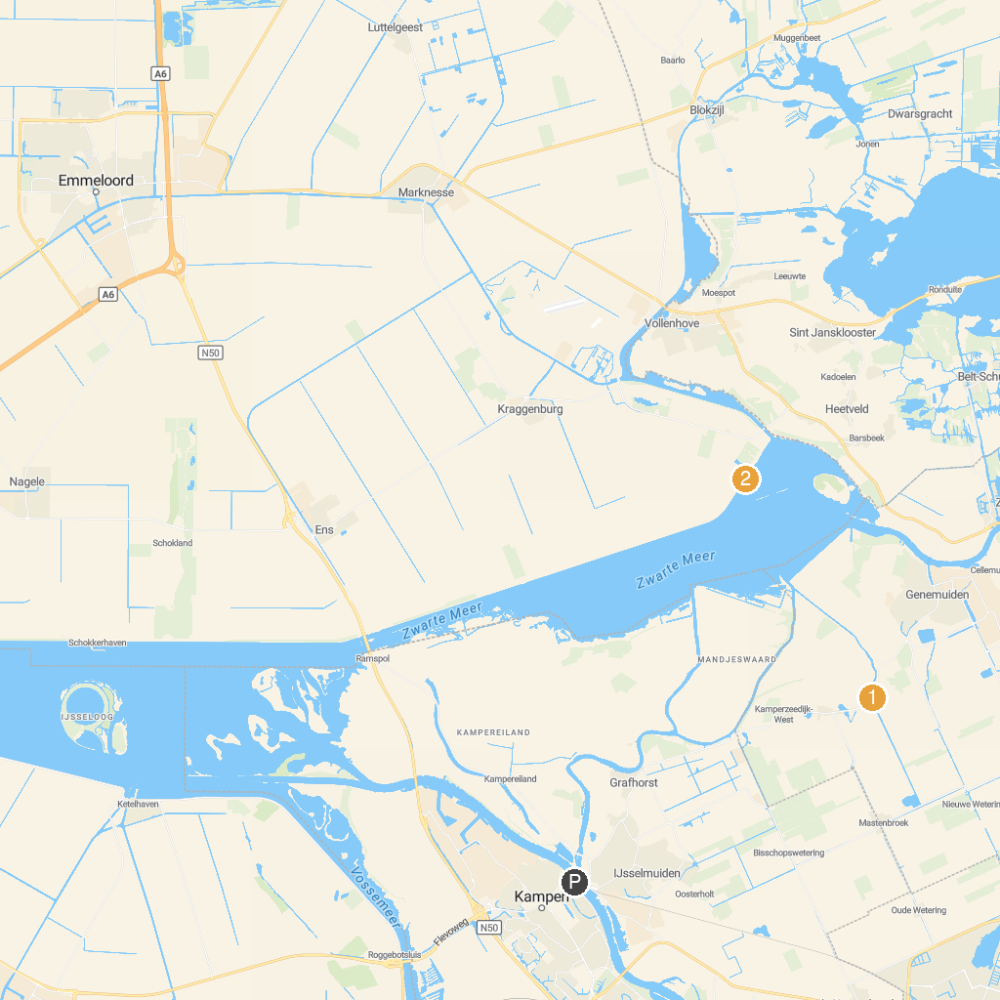 Luttelgeest
Muggenbeet
Baarlo
A6
Blokzijl
Dwarsgracht
Jonen
Emmeloord
Marknesse
A6
Moespot
Leeuwte
Ronduite
Vollenhove
Sint Jansklooster
N50
Kadoelen
Belt-Schu
Kraggenburg
Heetveld
Barsbeek
Nagele
2
Z
Ens
Schokland
Zwarte Meer
Cellemu
Genemuiden
Zwarte Meer
Schokkerhaven
Ramspol
MANDJESWAARD
1
IJSSELOOG
Kamperzeedijk-
West
KAMPEREILAND
Kampereiland
Grafhorst
Ketelhaven
Nieuwe Wetering
Mastenbroek
Bisschopswetering
IJsselmuiden
P
Kampen
Oosterholt
Vossemeer
Oude Wetering
N50
Flevoweg
Roggebotsluis